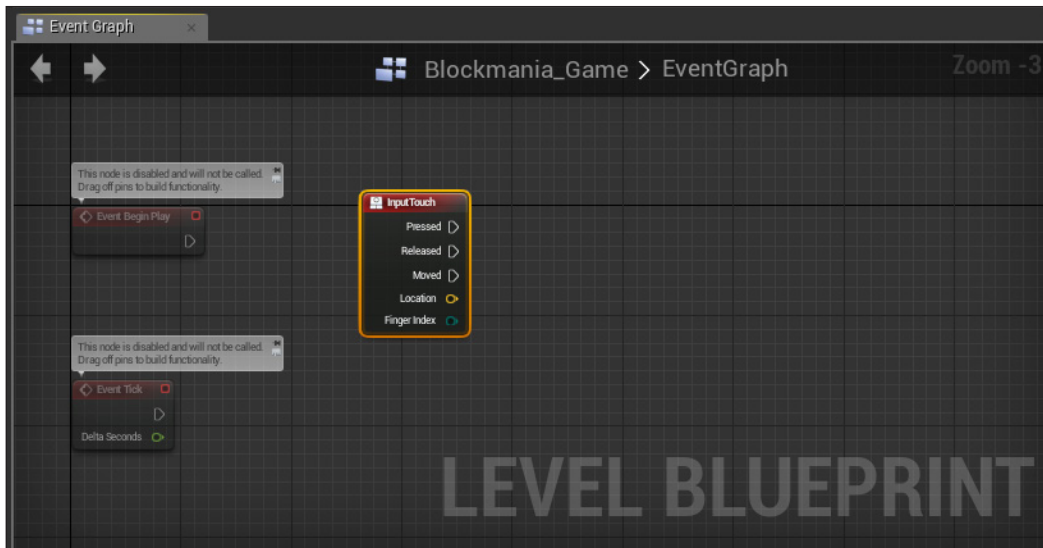 Event Graph
Blockmania_Game > EventGraph
Zoom -3
This node is disabled and will not be called.
Drag off pins to build functionality.
Event Begin Play
InputTouch
Pressed
Released
Moved
Location
Finger Index
This node is disabled and will not be called.
Drag off pins to build functionality.
Event Tick
Delta Seconds
LEVEL BLUEPRINT